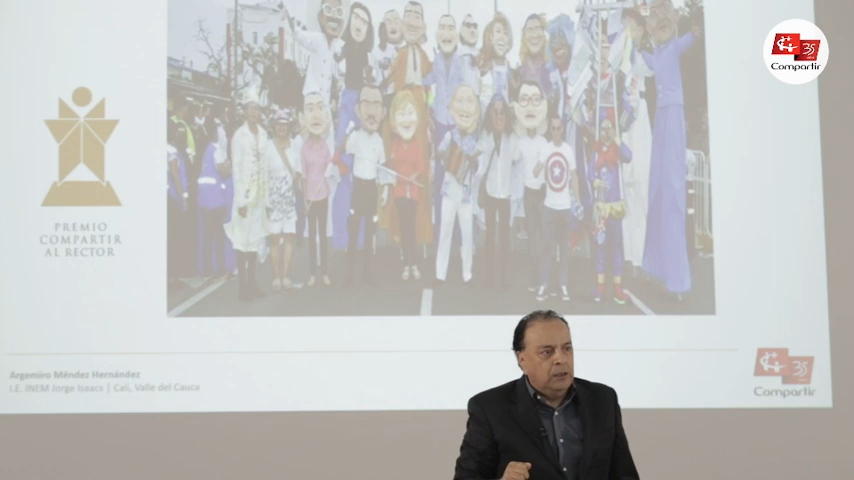 35
Compartir
PREMIO
COMPARTIR
AL RECTOR
Argemiro Méndez Hernández
I.E. INEM Jorge Isaacs | Cali, Valle del Cauca
35
Compartir